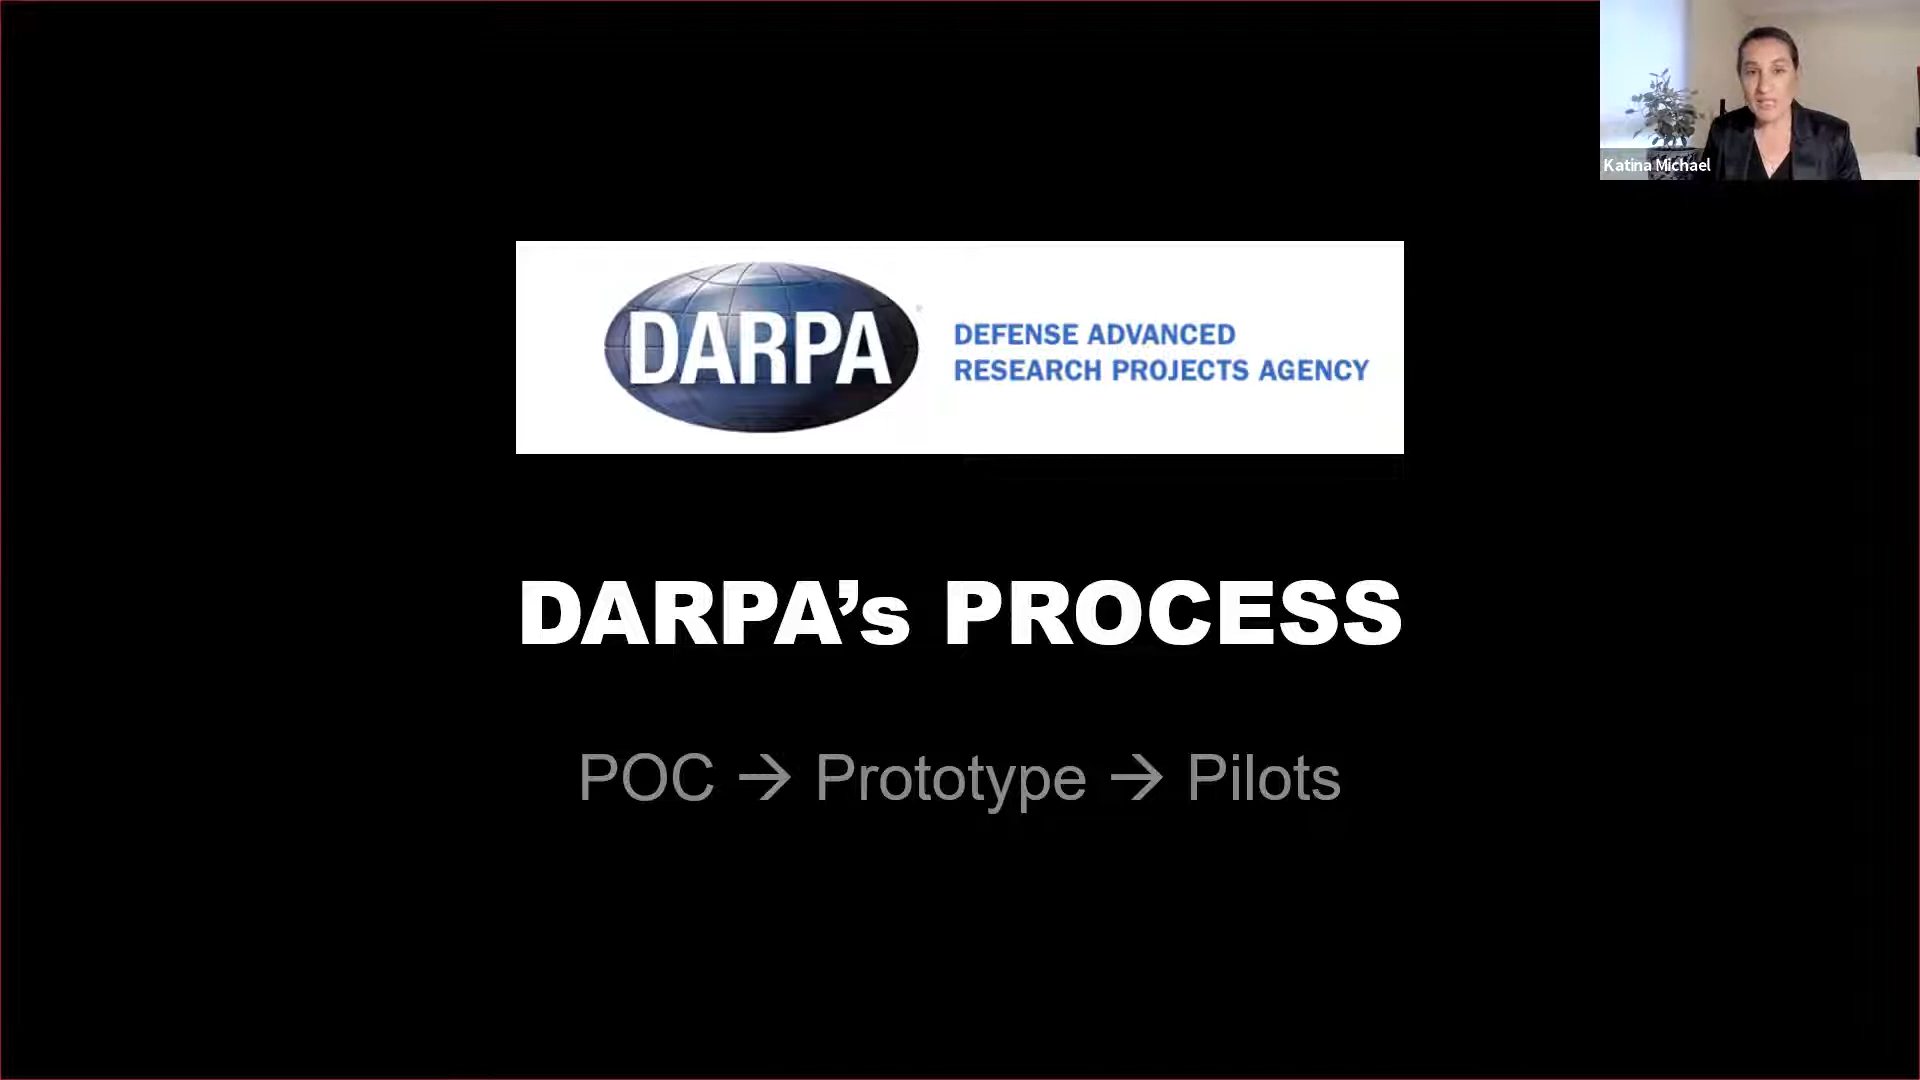 Katina Michael
DARPA
DEFENSE ADVANCED
RESEARCH PROJECTS AGENCY
DARPA’s PROCESS
POC → Prototype → Pilots